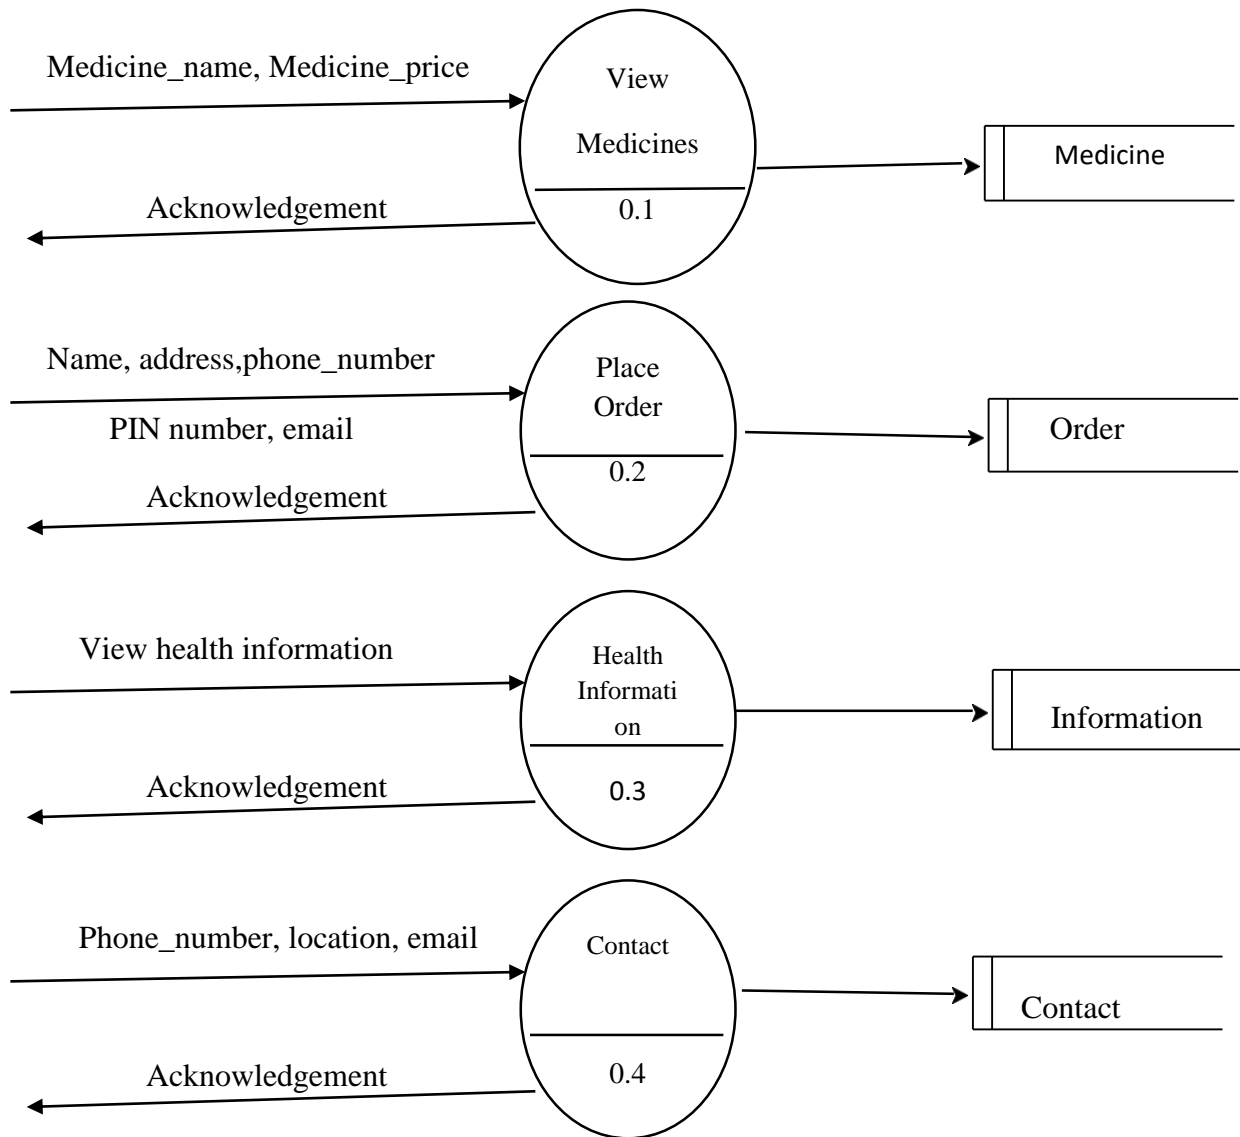 Medicine_name, Medicine_price
View
Medicines
0.1
Acknowledgement
Medicine
Name, address,phone_number
PIN number, email
Place
Order
0.2
Acknowledgement
Order
View health information
Health
Informati
on
0.3
Acknowledgement
Information
Phone_number, location, email
Contact
0.4
Acknowledgement
Contact